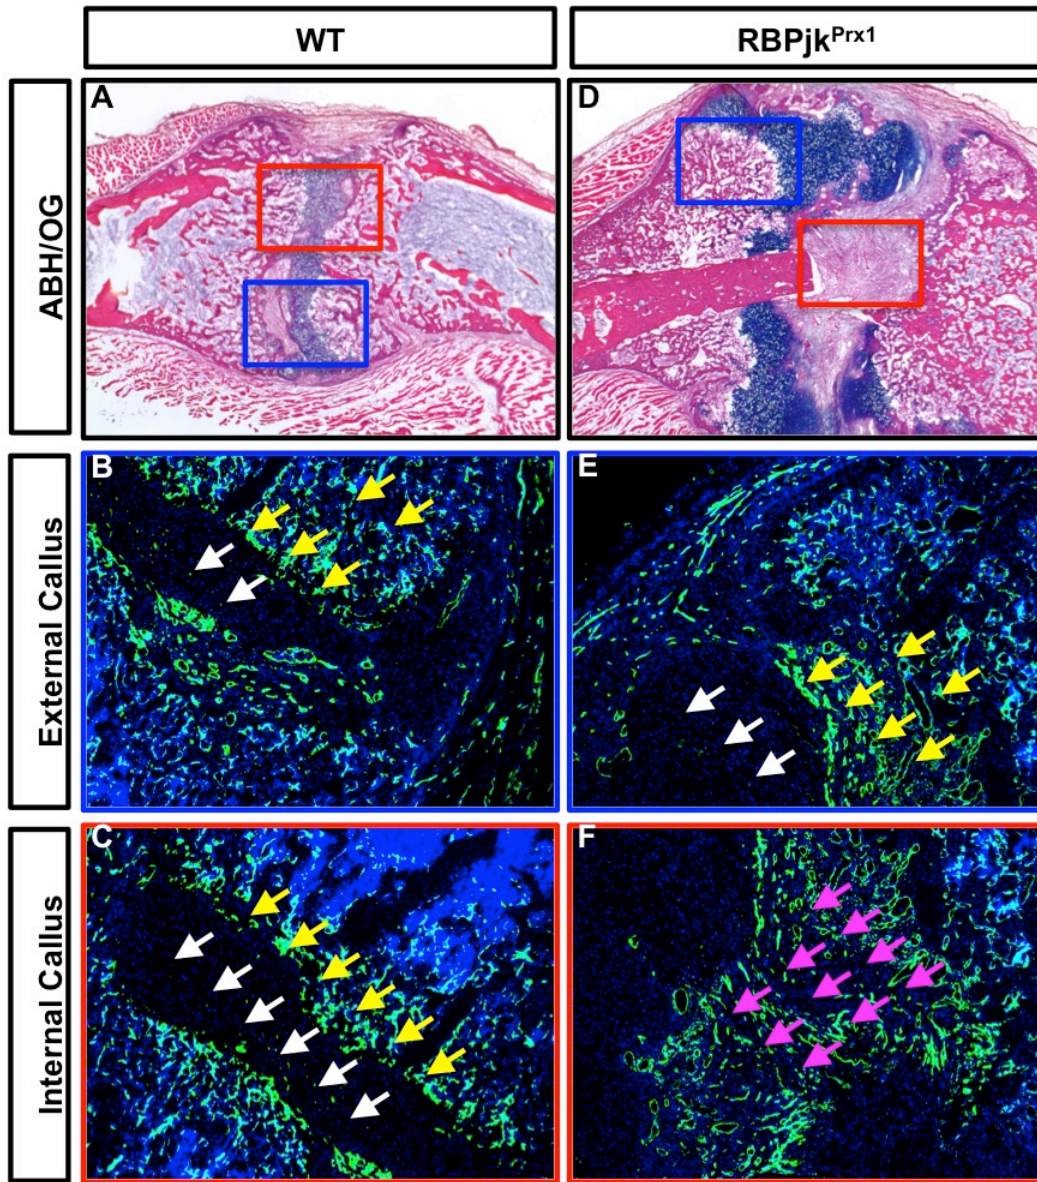 WT
RBPjk^Prx1
ABH/OG
A
D
External Callus
B
E
Internal Callus
C
F